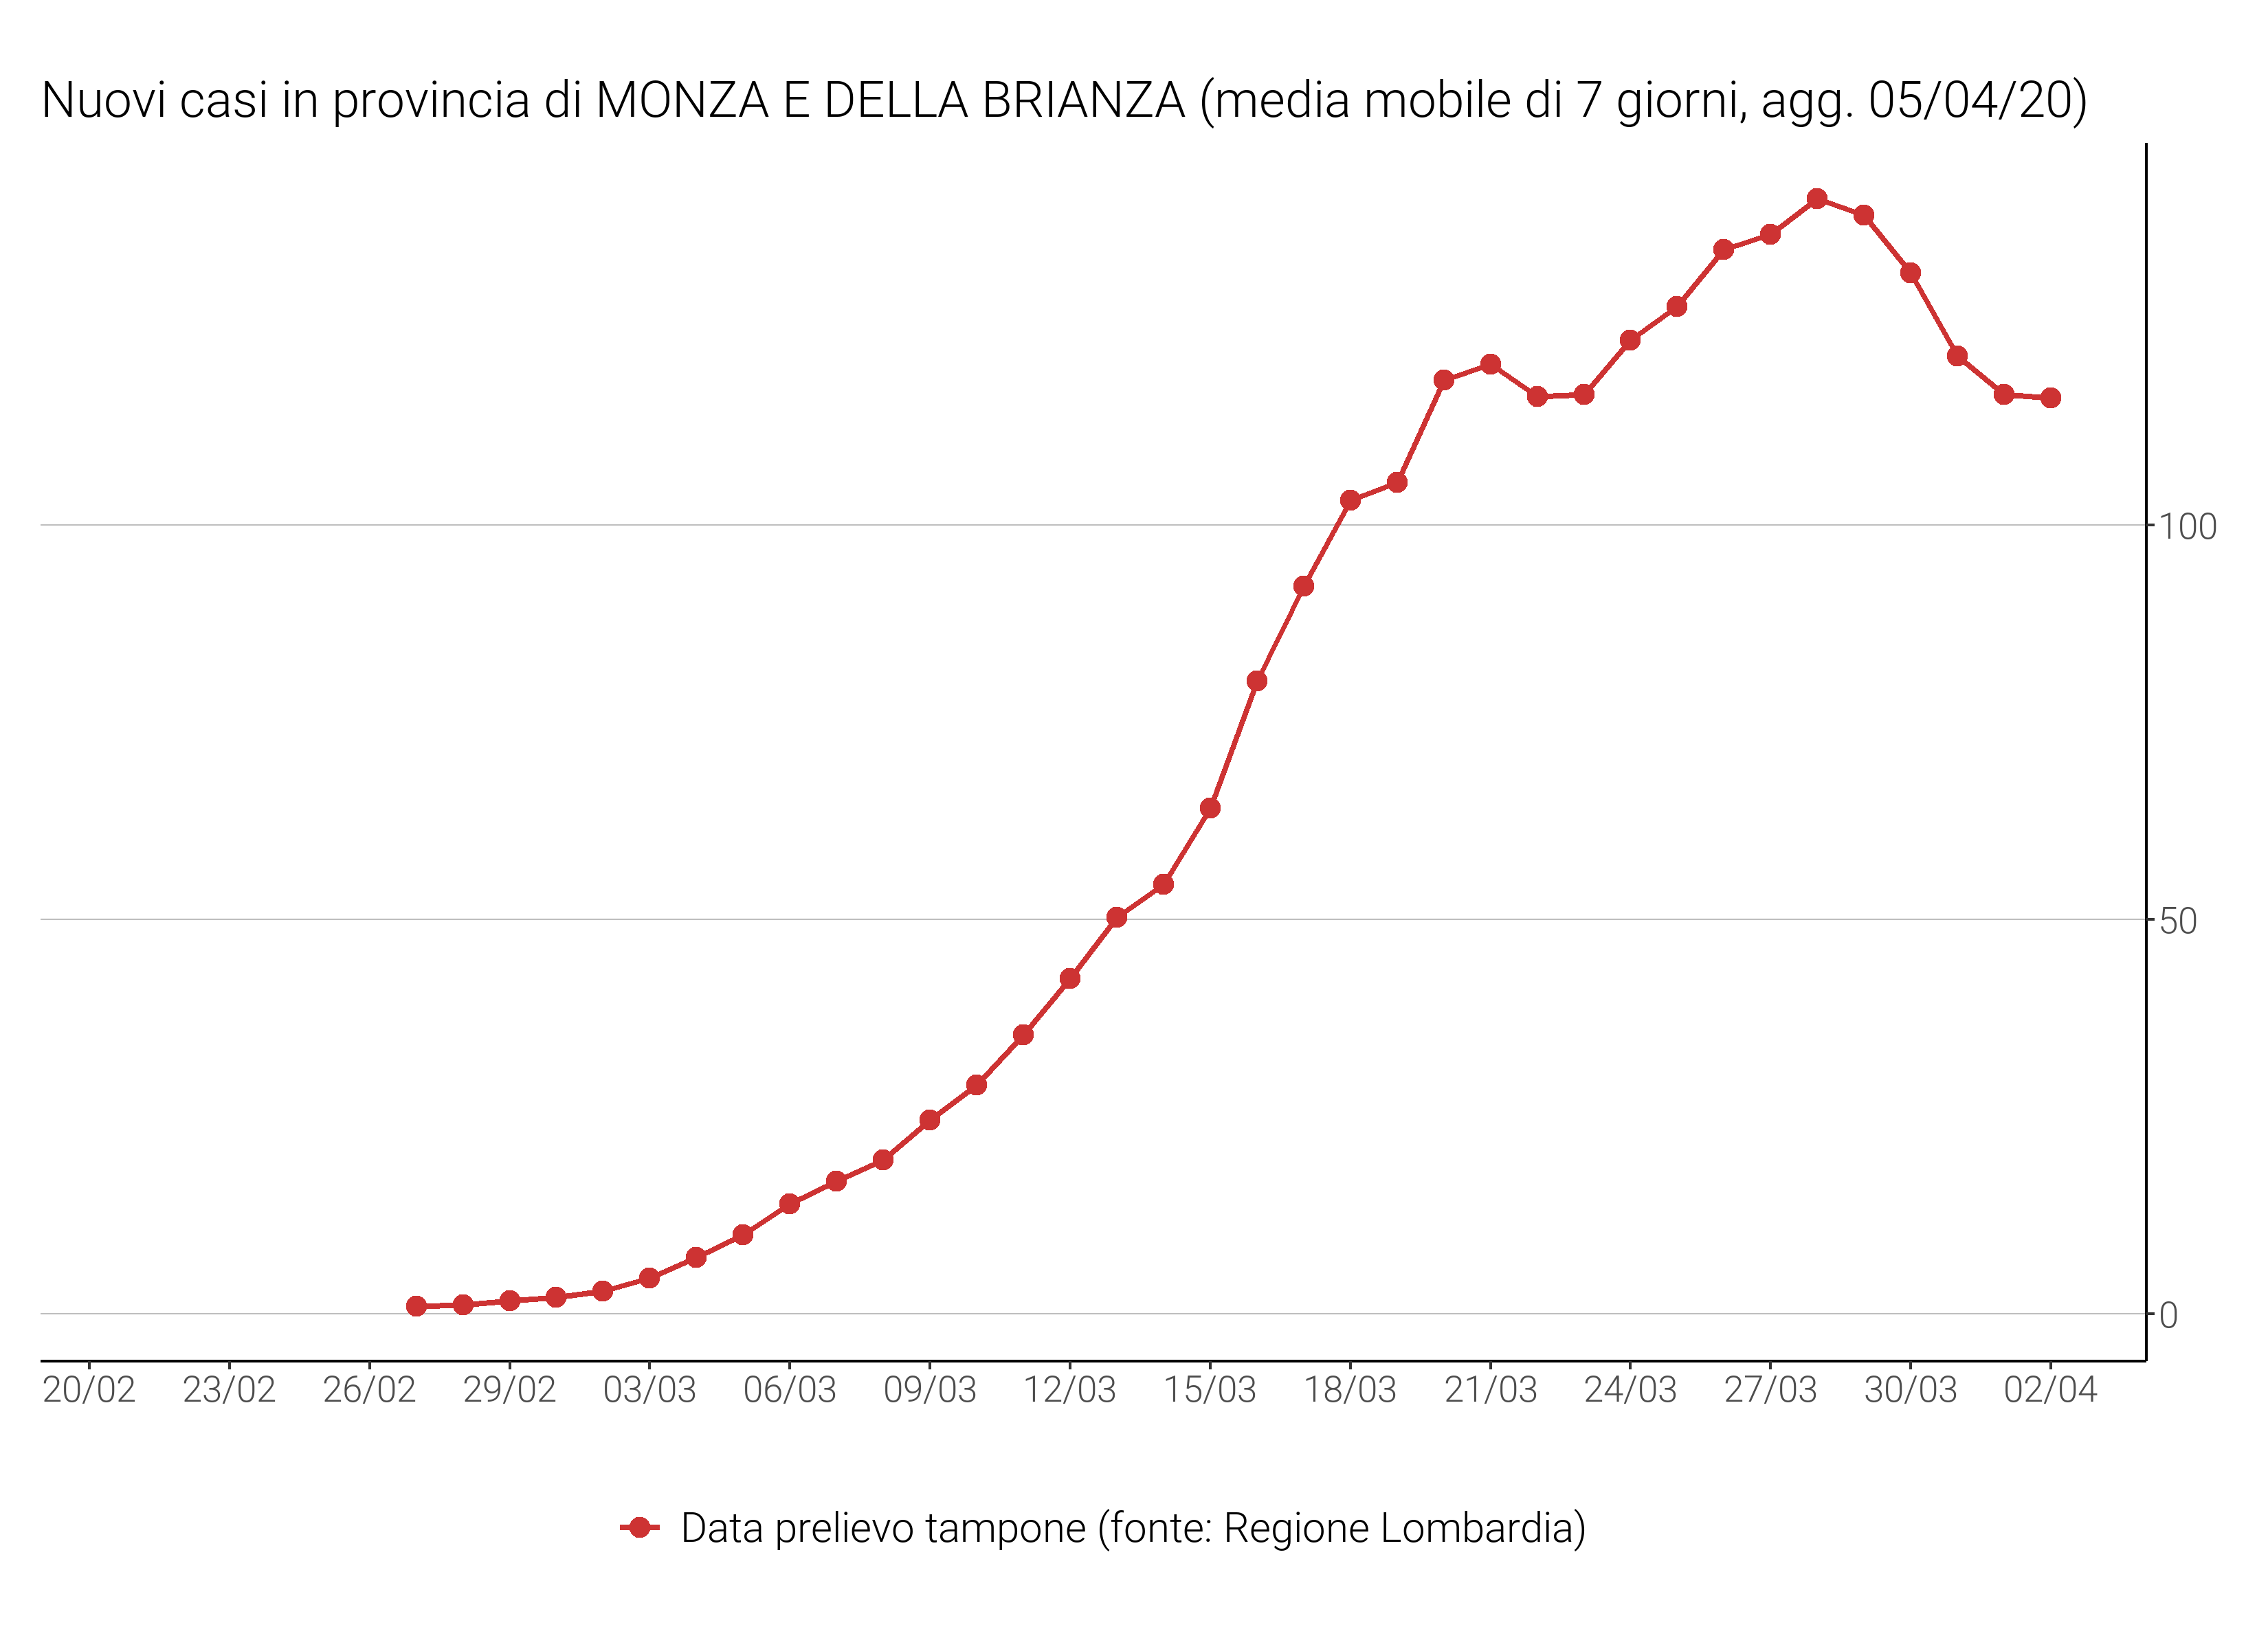 Nuovi casi in provincia di MONZA E DELLA BRIANZA (media mobile di 7 giorni, agg. 05/04/20)
100
50
0
20/02 23/02 26/02 29/02 03/03 06/03 09/03 12/03 15/03 18/03 21/03 24/03 27/03 30/03 02/04
Data prelievo tampone (fonte: Regione Lombardia)